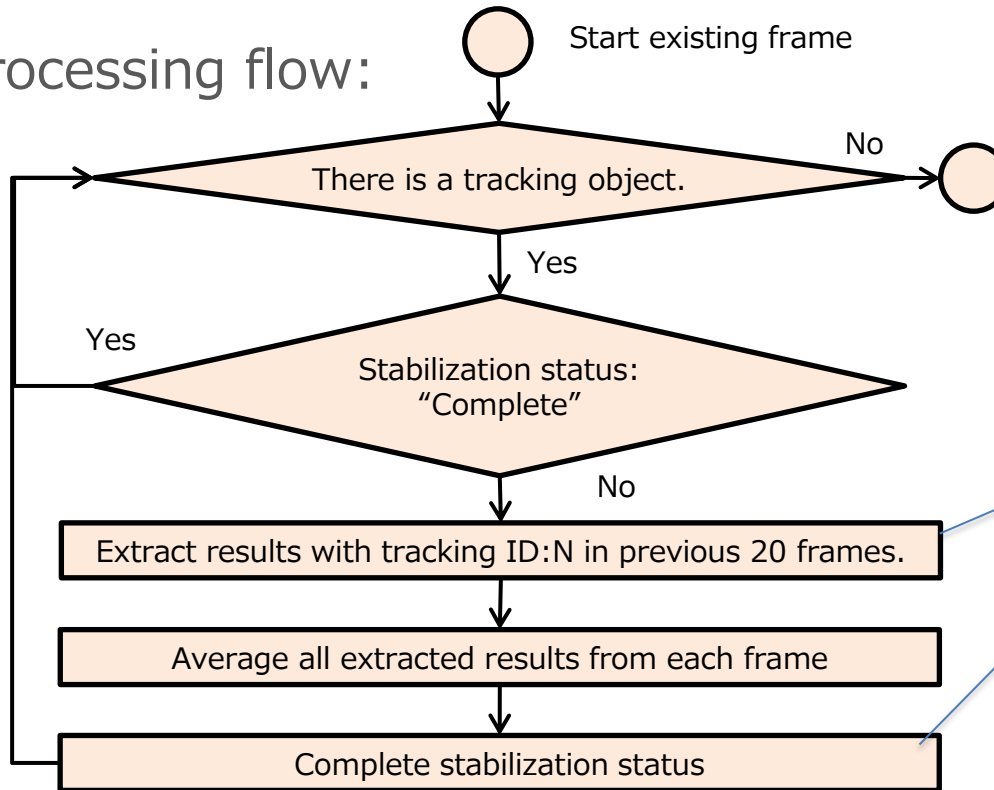 rocessing flow:
Start existing frame
There is a tracking object.
No
Yes
Yes
Stabilization status:
“Complete”
No
Extract results with tracking ID:N in previous 20 frames.
Average all extracted results from each frame
Complete stabilization status